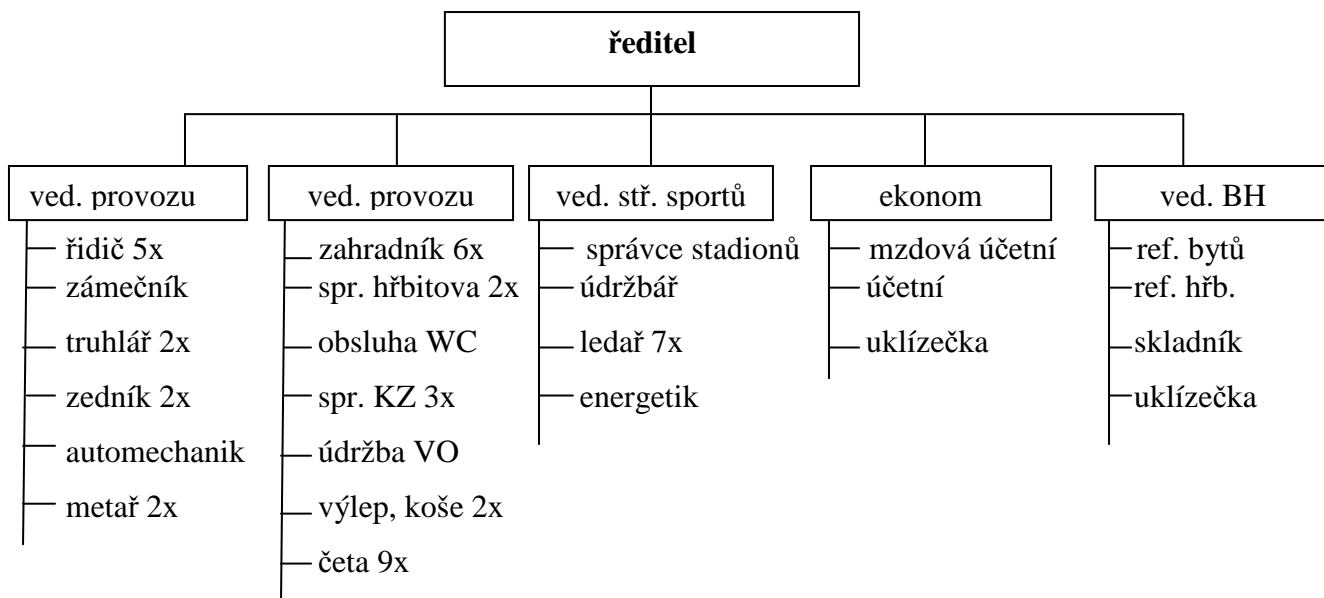 ředitel
ved. provozu
řidič 5x
zámečník
truhlář 2x
zedník 2x
automechanik
metař 2x
ved. provozu
zahradník 6x
spr. hřbitova 2x
obsluha WC
spr. KZ 3x
údržba VO
výlep, koše 2x
četa 9x
ved. stř. sportů
správce stadionů
údržbář
ledař 7x
energetik
ekonom
mzdová účetní
účetní
uklízečka
ved. BH
ref. bytů
ref. hřb.
skladník
uklízečka